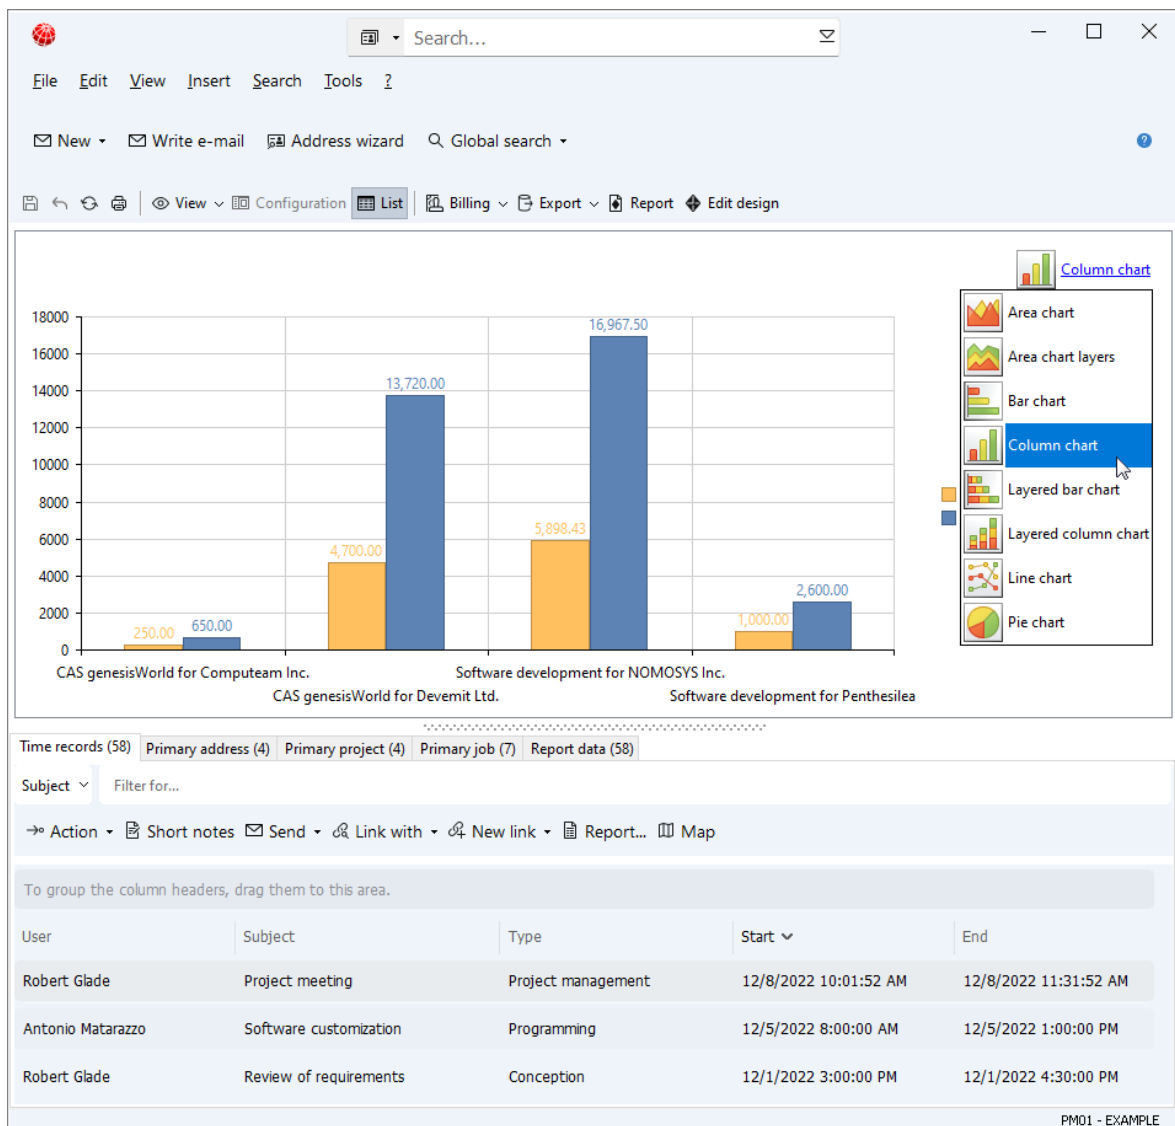 Search...
File Edit View Insert Search Tools ?
New Write e-mail Address wizard Global search ?
View Configuration List Billing Export Report Edit design
Column chart
Area chart
Area chart layers
Bar chart
Column chart
Layered bar chart
Layered column chart
Line chart
Pie chart
18000
16000
14000
12000
10000
8000
6000
4000
2000
0
250.00 650.00
4,700.00 13,720.00
5,898.43 16,967.50
1,000.00 2,600.00
CAS genesisWorld for Computeam Inc.
Software development for NOMOSYS Inc.
CAS genesisWorld for Devemit Ltd.
Software development for Penthesilea
Time records (58) Primary address (4) Primary project (4) Primary job (7) Report data (58)
Subject Filter for...
Action Short notes Send Link with New link Report... Map
To group the column headers, drag them to this area.
User Subject Type Start End
Robert Glade Project meeting Project management 12/8/2022 10:01:52 AM 12/8/2022 11:31:52 AM
Antonio Matarazzo Software customization Programming 12/5/2022 8:00:00 AM 12/5/2022 1:00:00 PM
Robert Glade Review of requirements Conception 12/1/2022 3:00:00 PM 12/1/2022 4:30:00 PM
PM01 - EXAMPLE